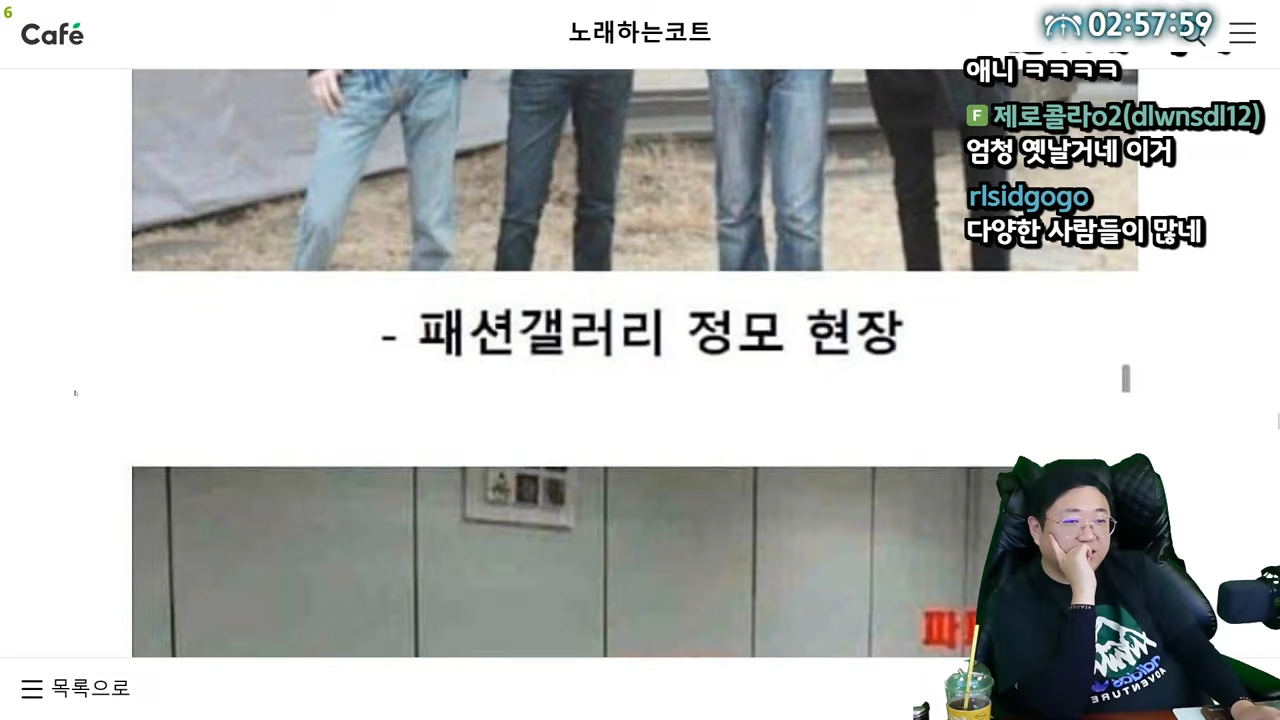 6
Café
노래하는코트
02:57:59
애니 ㅋㅋㅋㅋ
F 제로콜라o2(dlwnsdl12)
엄청 옛날거네 이거
rlsidgogo
다양한 사람들이 많네
- 패션갤러리 정모 현장
adidas
ADVENTURE
목록으로